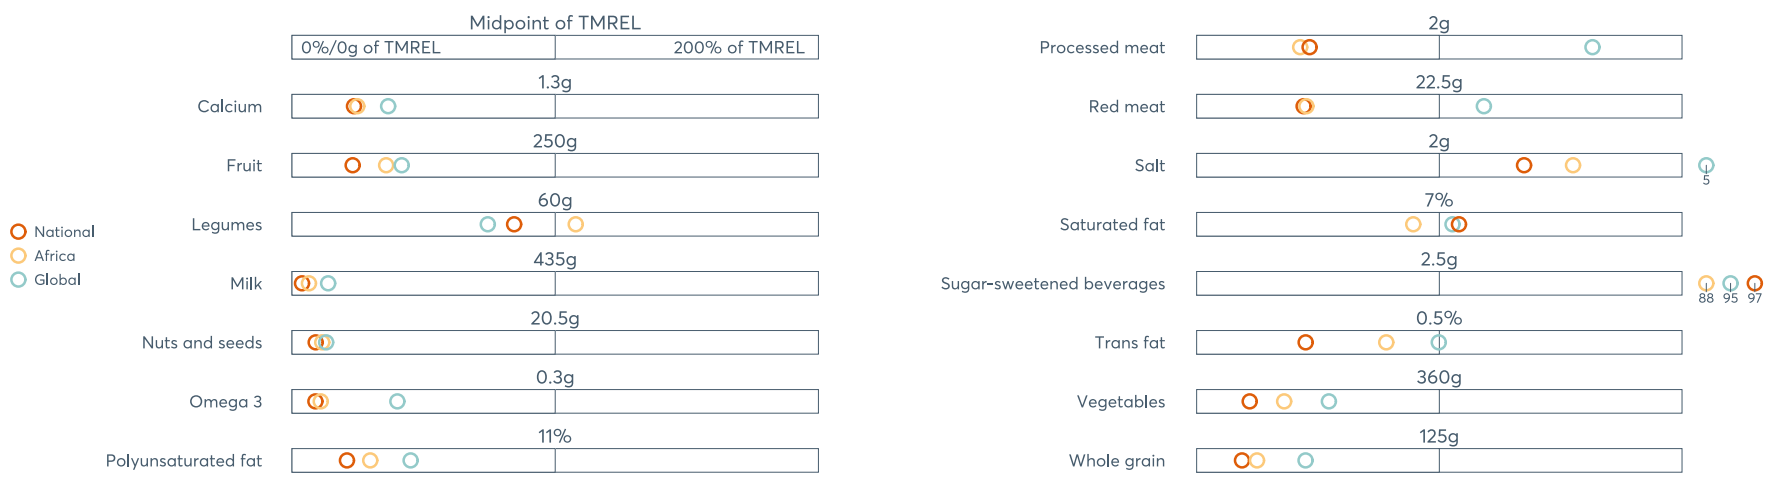 Midpoint of TMREL
0%/0g of TMREL 200% of TMREL
1.3g
Calcium
250g
Fruit
60g
Legumes
National
Africa
Global
435g
Milk
20.5g
Nuts and seeds
0.3g
Omega 3
11%
Polyunsaturated fat
2g
Processed meat
22.5g
Red meat
2g
Salt
5
7%
Saturated fat
2.5g
Sugar-sweetened beverages
88 95 97
0.5%
Trans fat
360g
Vegetables
125g
Whole grain